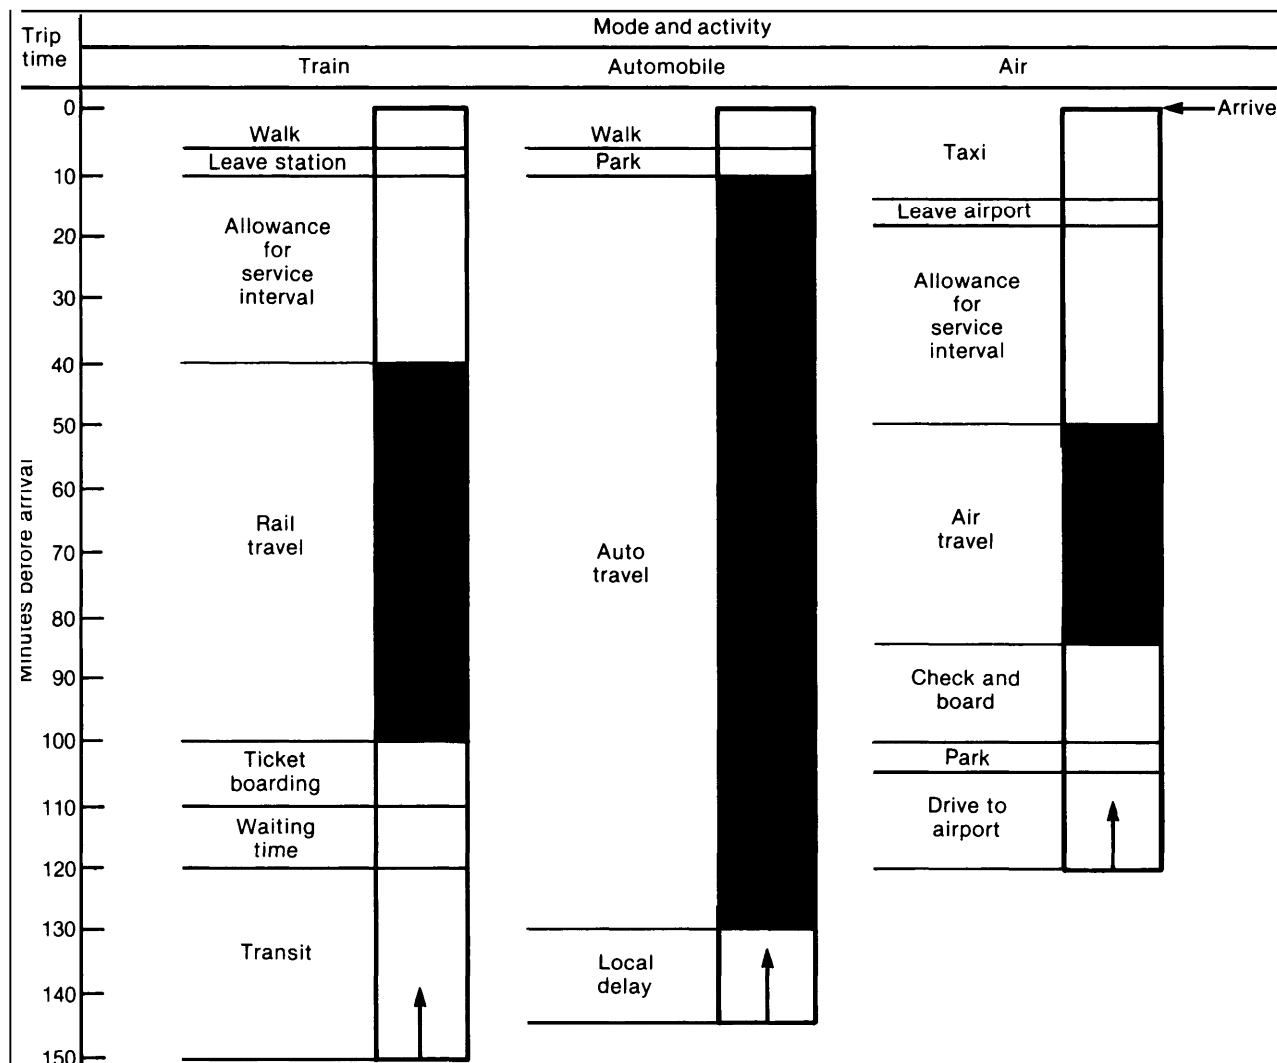 Trip
time
Mode and activity
Train
Automobile
Air
Minutes before arrival
0
10
20
30
40
50
60
70
80
90
100
110
120
130
140
150
Walk
Leave station
Allowance
for
service
interval
Rail
travel
Ticket
boarding
Waiting
time
Transit
Walk
Park
Auto
travel
Local
delay
Arrive
Taxi
Leave airport
Allowance
for
service
interval
Air
travel
Check and
board
Park
Drive to
airport